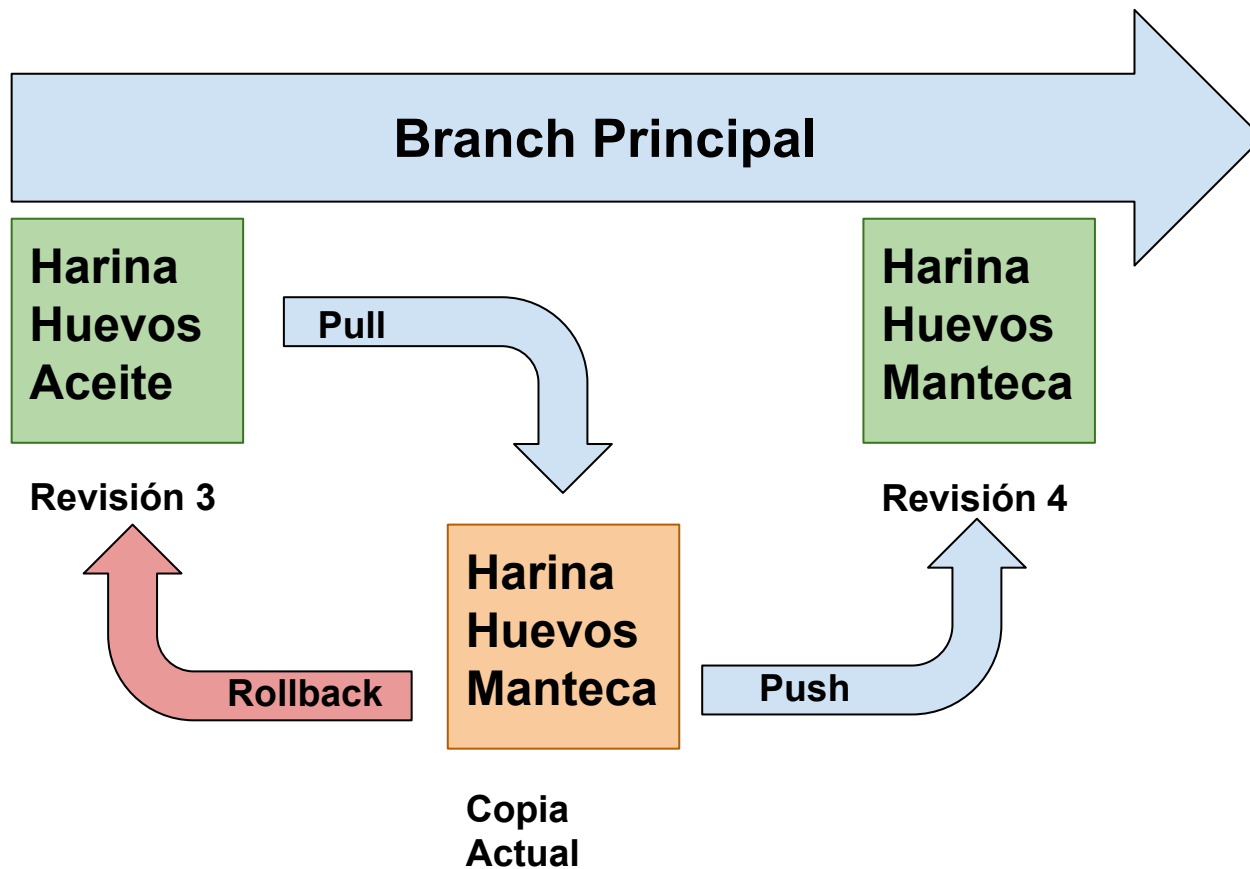 Branch Principal
Harina
Huevos
Aceite
Revisión 3
Pull
Harina
Huevos
Manteca
Revisión 4
Rollback
Harina
Huevos
Manteca
Copia
Actual
Push